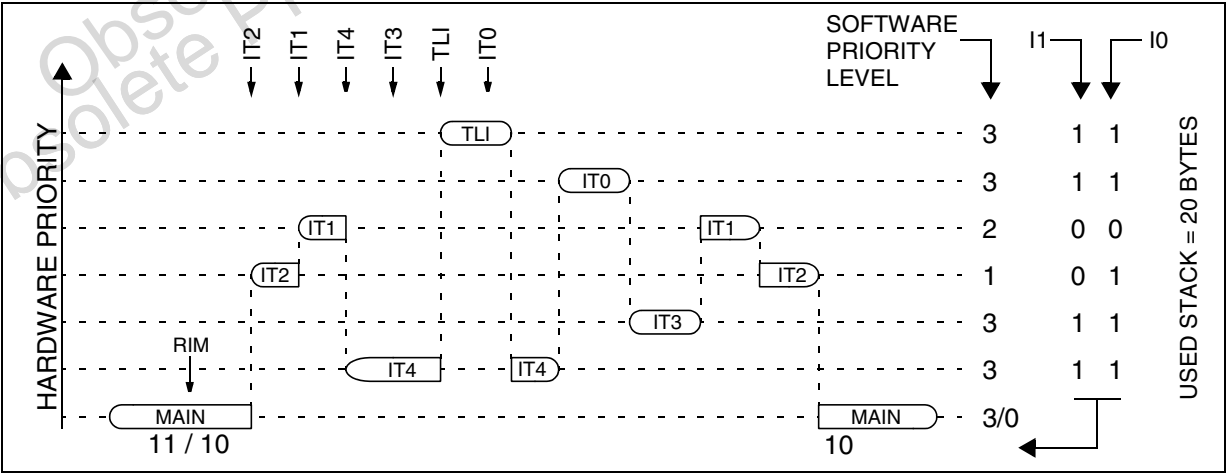 IT2 IT1 IT4 IT3 TLI IT0
SOFTWARE
PRIORITY
LEVEL
I1 I0
HARDWARE PRIORITY
TLI 3 1 1
IT0 3 1 1
IT1 IT1 2 0 0
IT2 IT2 1 0 1
IT3 3 1 1
RIM
IT4 IT4 3 1 1
MAIN MAIN 3/0
11 / 10 10
USED STACK = 20 BYTES